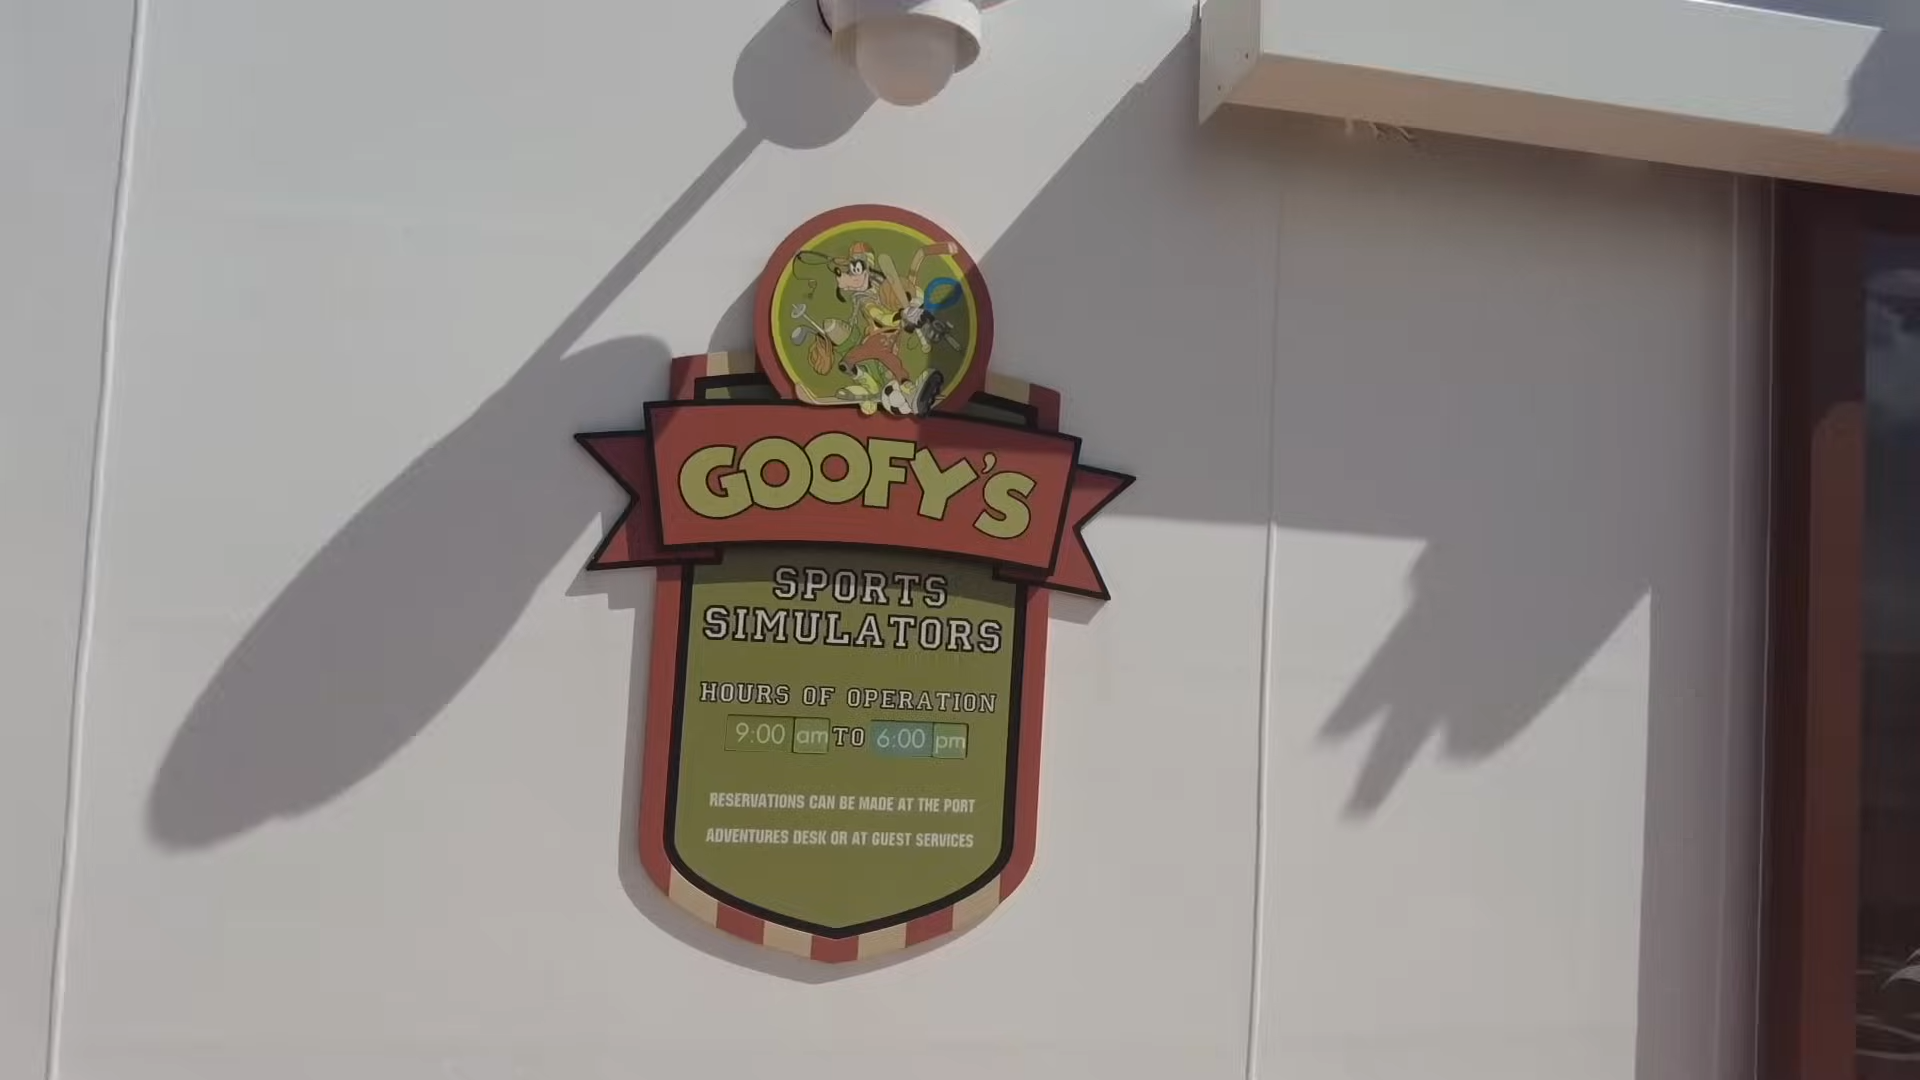 GOOFY'S
SPORTS
SIMULATORS
HOURS OF OPERATION
9:00 am TO 6:00 pm
RESERVATIONS CAN BE MADE AT THE PORT
ADVENTURES DESK OR AT GUEST SERVICES